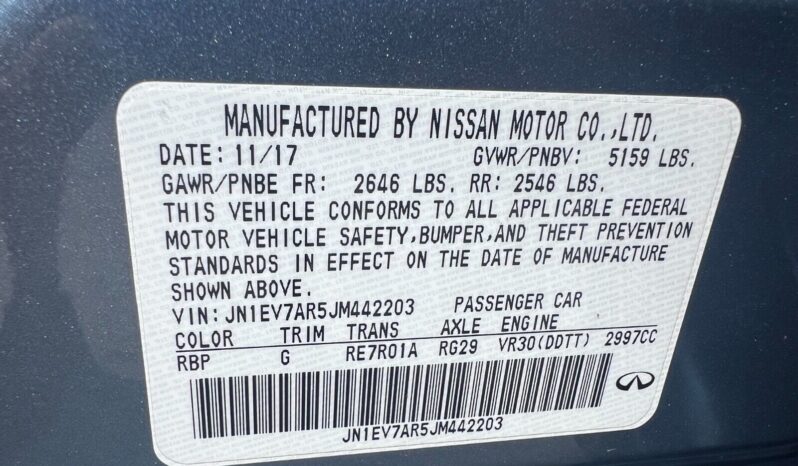 MANUFACTURED BY NISSAN MOTOR CO.,LTD.
DATE: 11/17 GVWR/PNBV: 5159 LBS.
GAWR/PNBE FR: 2646 LBS. RR: 2546 LBS.
THIS VEHICLE CONFORMS TO ALL APPLICABLE FEDERAL
MOTOR VEHICLE SAFETY,BUMPER,AND THEFT PREVENTION
STANDARDS IN EFFECT ON THE DATE OF MANUFACTURE
SHOWN ABOVE.
VIN:JN1EV7AR5JM442203 PASSENGER CAR
COLOR TRIM TRANS AXLE ENGINE
RBP G RE7R01A RG29 VR30(DDTT) 2997CC
JN1EV7AR5JM442203